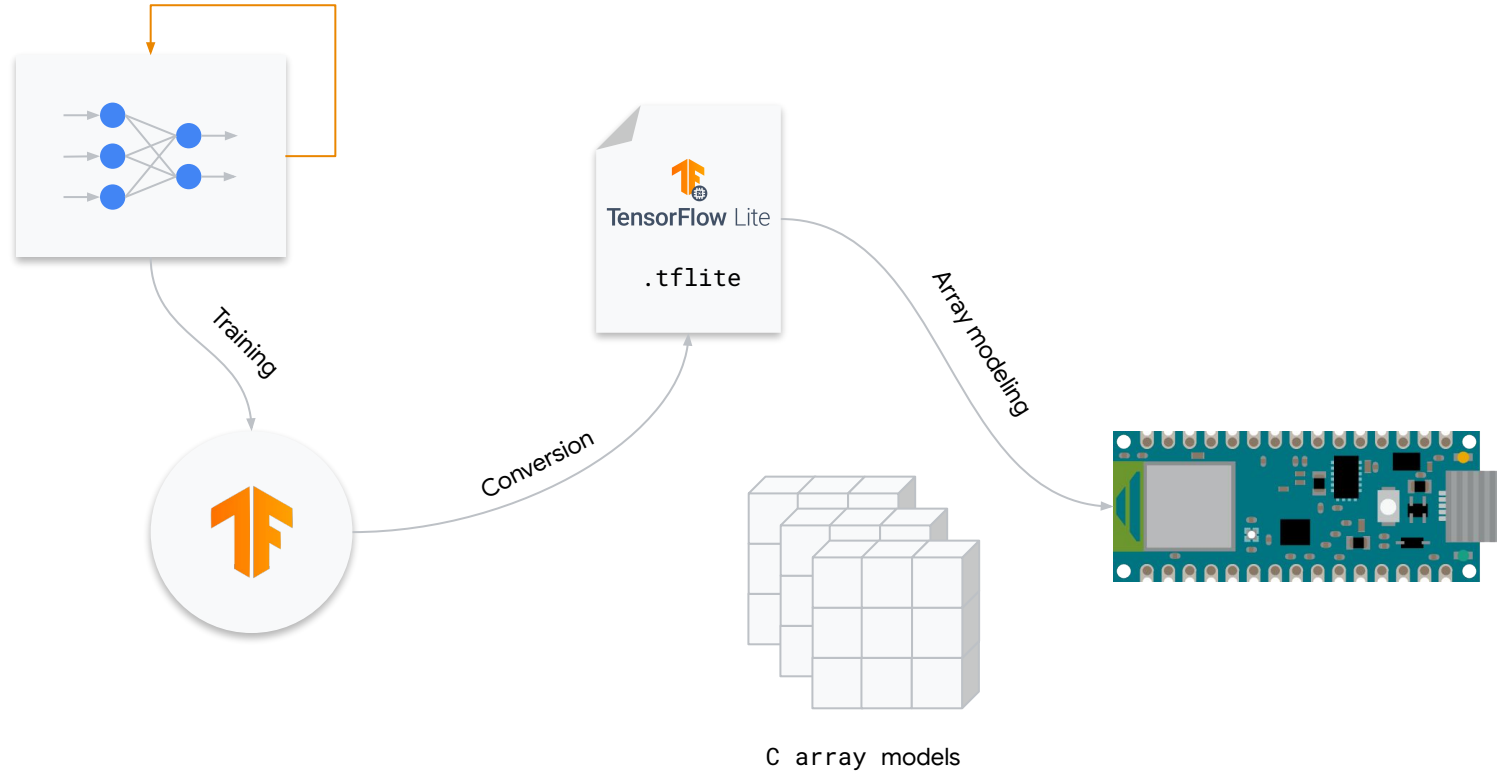 TensorFlow Lite
.tflite
Training
Conversion
Array modeling
C array models